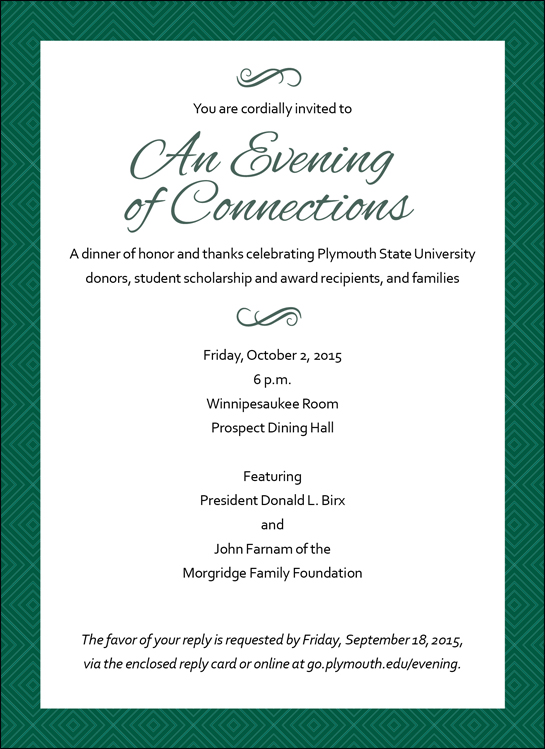 You are cordially invited to
An Evening
of Connections
A dinner of honor and thanks celebrating Plymouth State University
donors, student scholarship and award recipients, and families
Friday, October 2, 2015
6 p.m.
Winnipesaukee Room
Prospect Dining Hall
Featuring
President Donald L. Birx
and
John Farnam of the
Morgridge Family Foundation
The favor of your reply is requested by Friday, September 18, 2015,
via the enclosed reply card or online at go.plymouth.edu/evening.